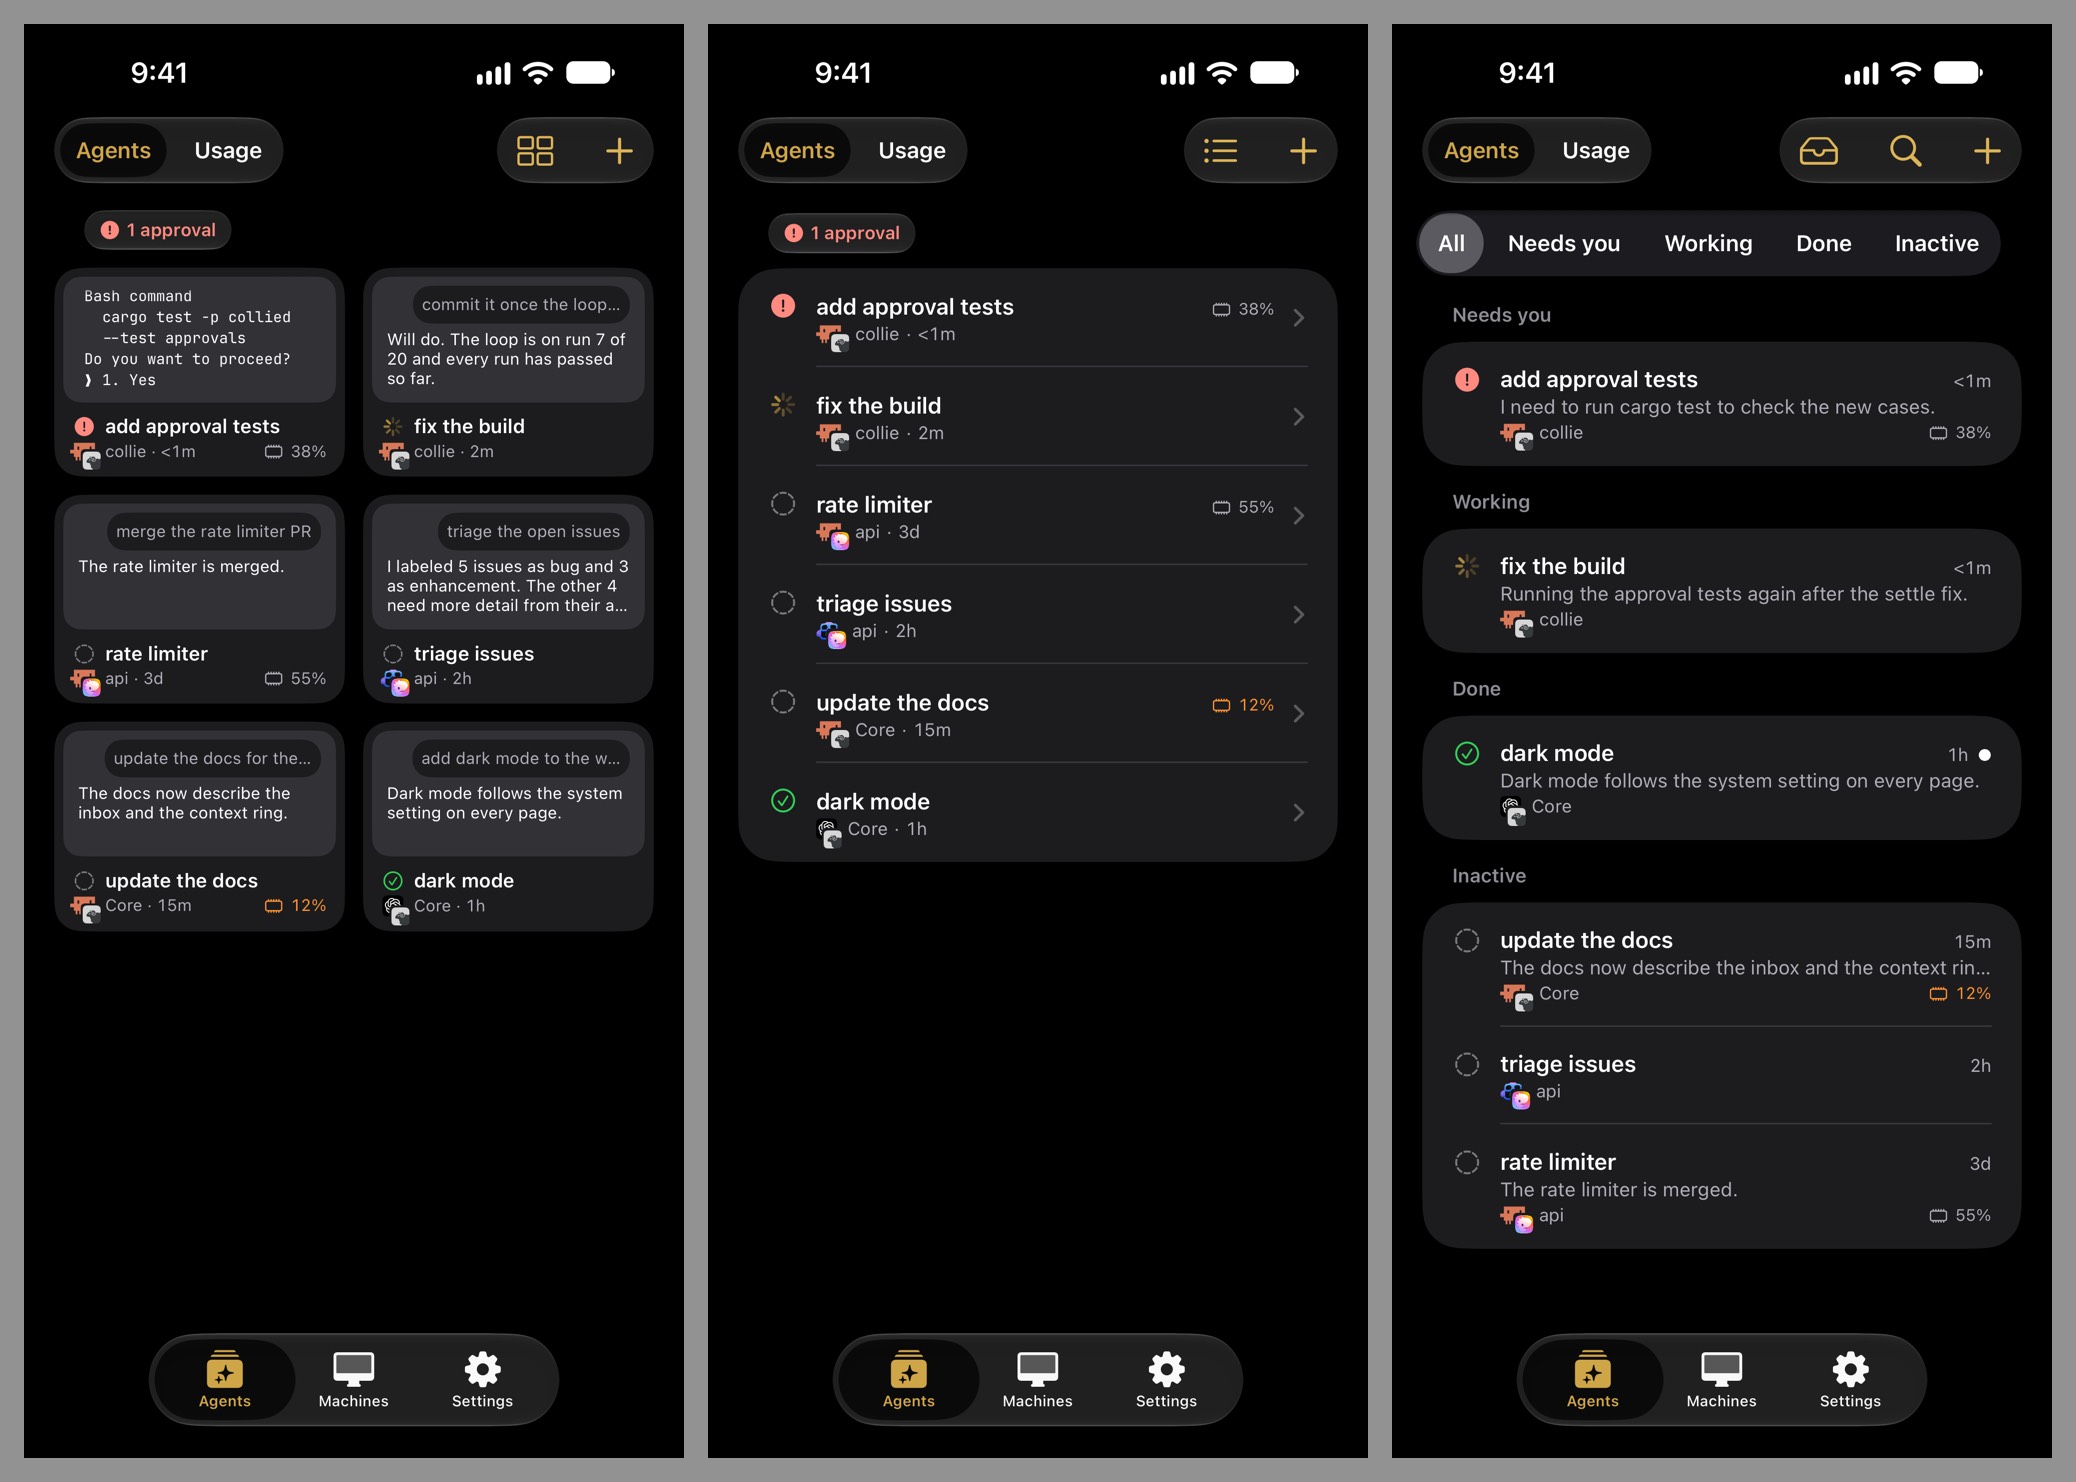 9:41
Agents
Usage
1 approval
Bash command
cargo test -p collied
--test approvals
Do you want to proceed?
❯ 1. Yes
add approval tests
collie · <1m
38%
commit it once the loop...
Will do. The loop is on run 7 of
20 and every run has passed
so far.
fix the build
collie · 2m
merge the rate limiter PR
The rate limiter is merged.
rate limiter
api · 3d
55%
triage the open issues
I labeled 5 issues as bug and 3
as enhancement. The other 4
need more detail from their a...
triage issues
api · 2h
update the docs for the...
The docs now describe the
inbox and the context ring.
update the docs
Core · 15m
12%
add dark mode to the w...
Dark mode follows the system
setting on every page.
dark mode
Core · 1h
Agents
Machines
Settings
9:41
Agents
Usage
1 approval
add approval tests
38%
collie · <1m
fix the build
collie · 2m
rate limiter
55%
api · 3d
triage issues
api · 2h
update the docs
12%
Core · 15m
dark mode
Core · 1h
Agents
Machines
Settings
9:41
Agents
Usage
All
Needs you
Working
Done
Inactive
Needs you
add approval tests
<1m
I need to run cargo test to check the new cases.
collie
38%
Working
fix the build
<1m
Running the approval tests again after the settle fix.
collie
Done
dark mode
1h
Dark mode follows the system setting on every page.
Core
Inactive
update the docs
15m
The docs now describe the inbox and the context rin...
Core
12%
triage issues
2h
api
rate limiter
3d
The rate limiter is merged.
api
55%
Agents
Machines
Settings